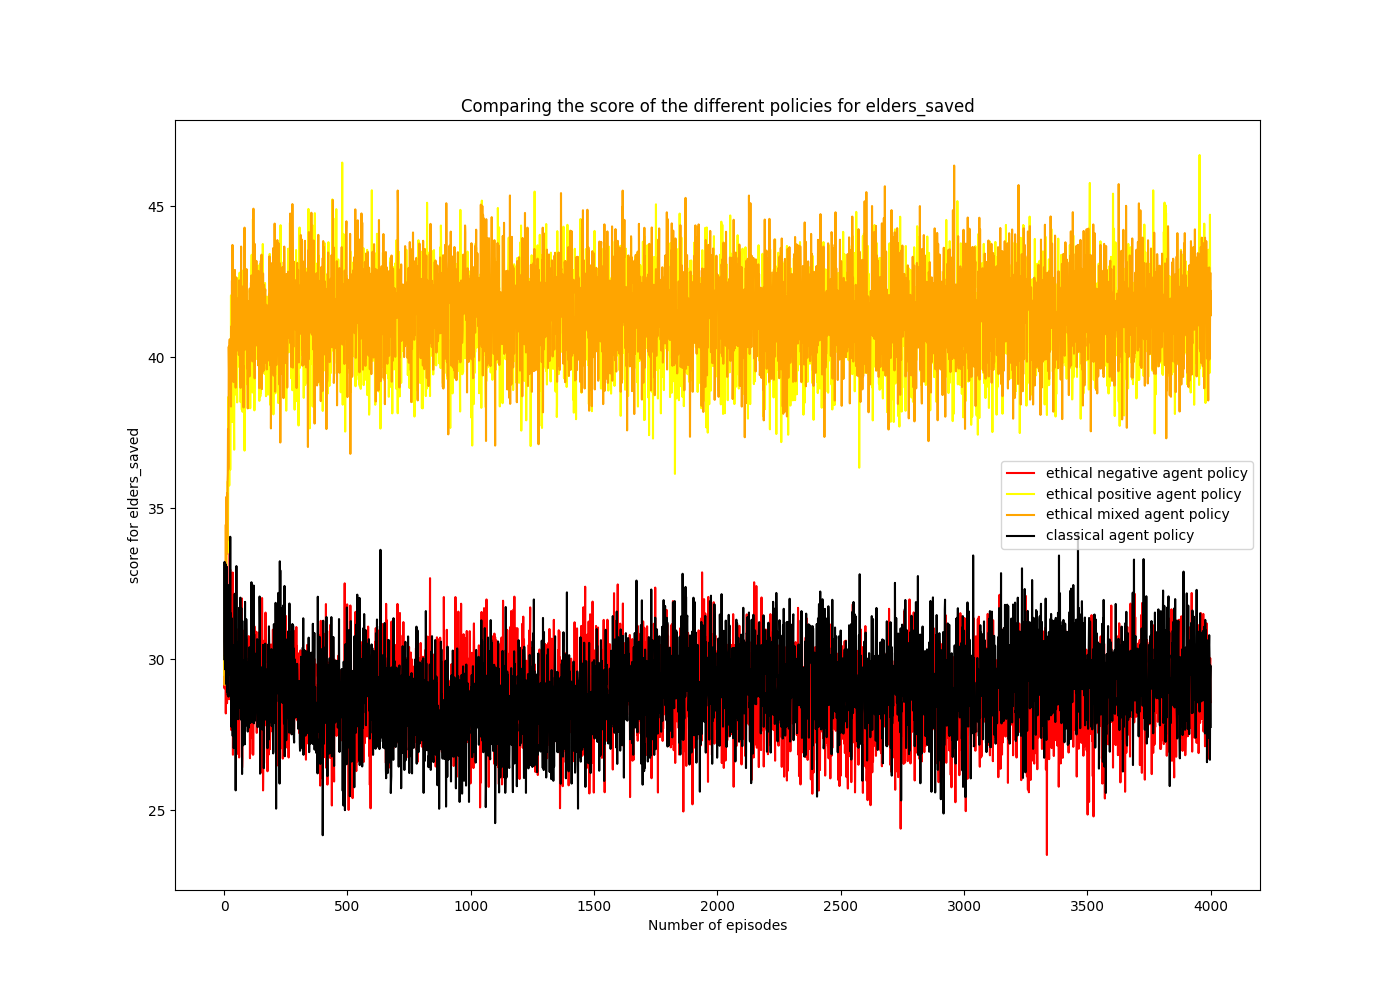 Comparing the score of the different policies for elders_saved
45
40
35
30
25
score for elders_saved
ethical negative agent policy
ethical positive agent policy
ethical mixed agent policy
classical agent policy
0
500
1000
1500
2000
2500
3000
3500
4000
Number of episodes